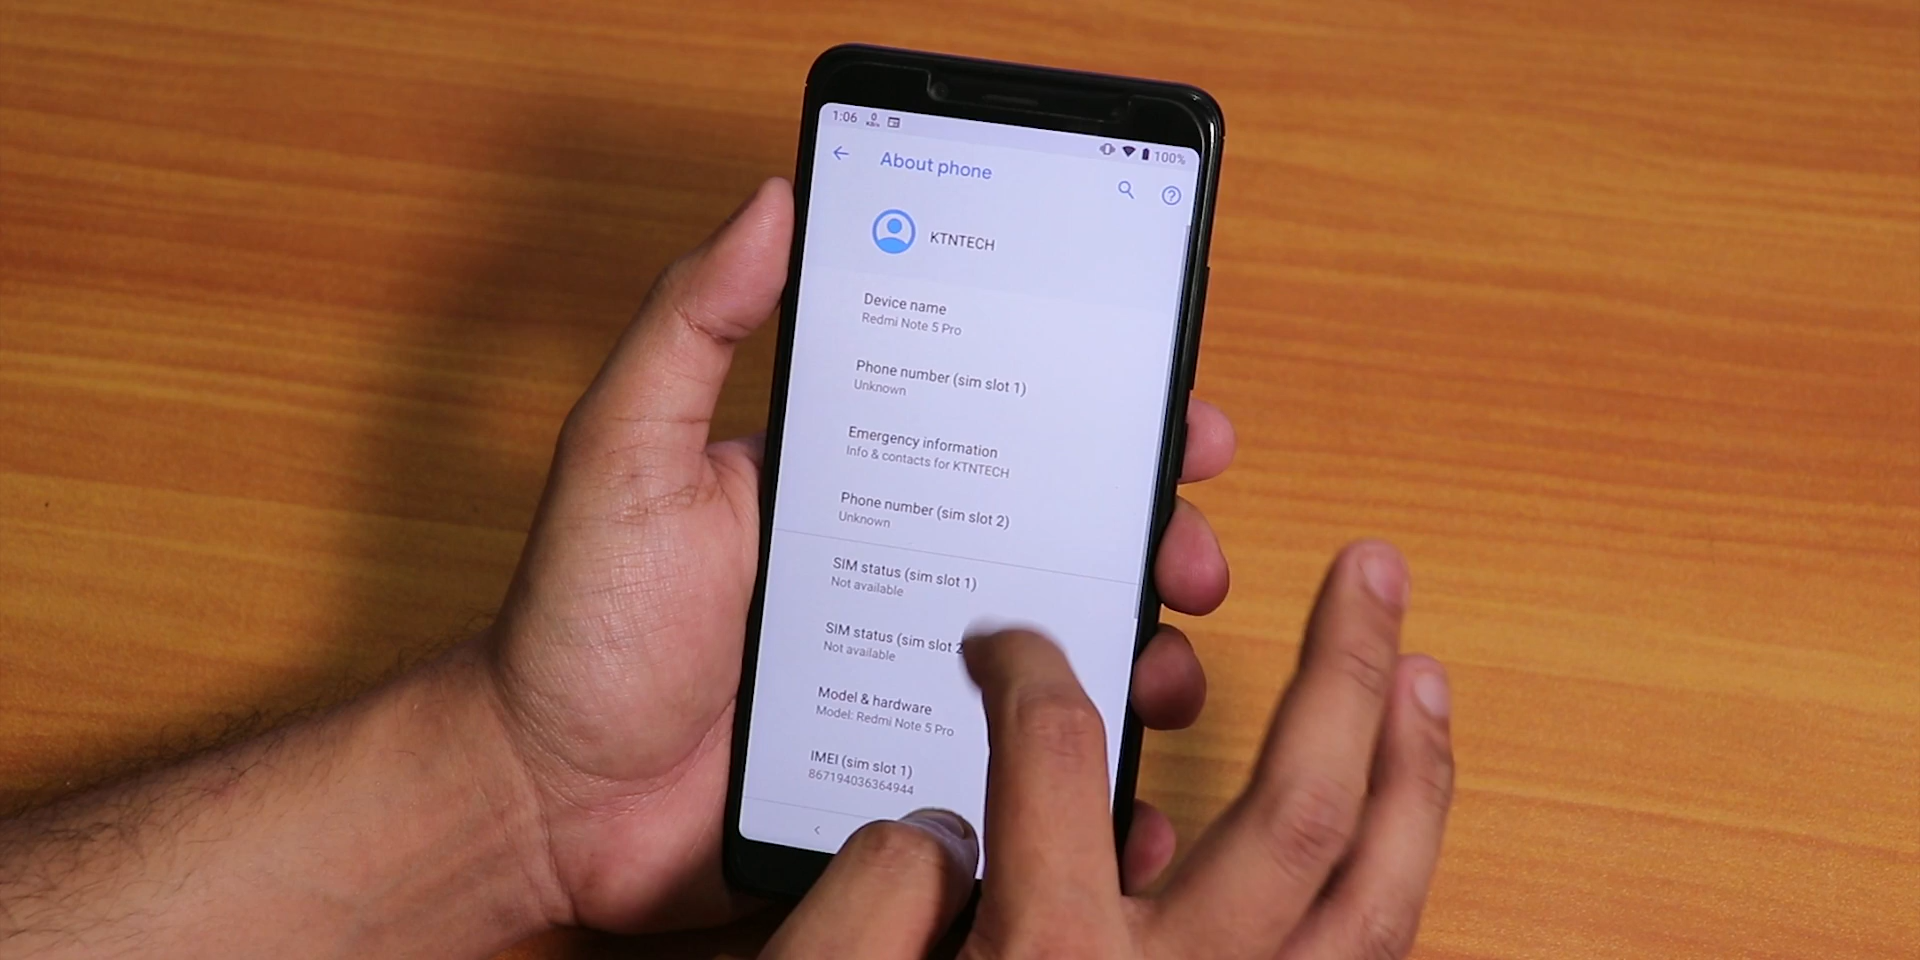 1:06
100%
About phone
KTNTECH
Device name
Redmi Note 5 Pro
Phone number (sim slot 1)
Unknown
Emergency information
Info & contacts for KTNTECH
Phone number (sim slot 2)
Unknown
SIM status (sim slot 1)
Not available
SIM status (sim slot 2
Not available
Model & hardware
Model: Redmi Note 5 Pro
IMEI (sim slot 1)
867194036364944